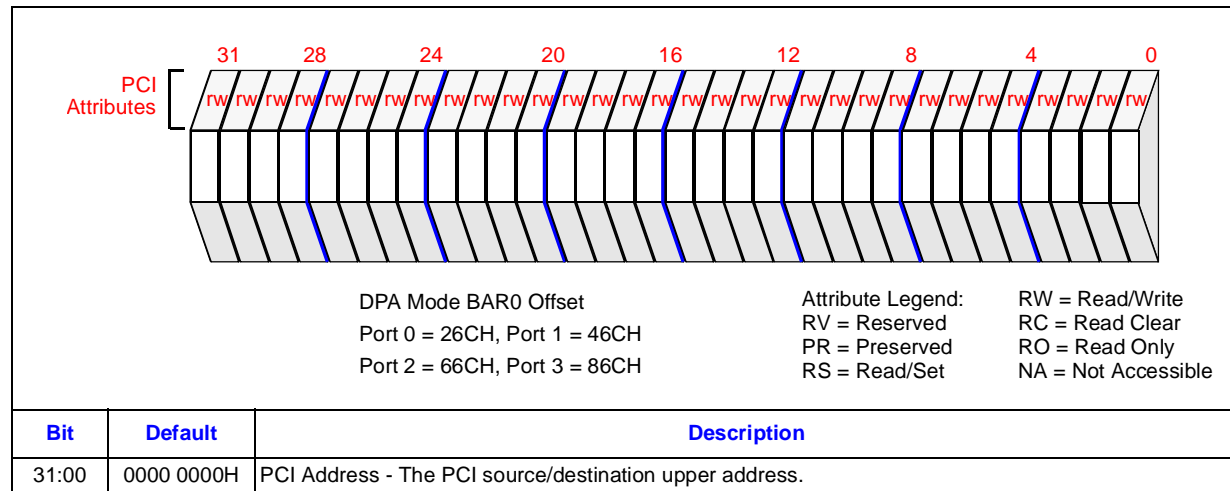 31 28 24 20 16 12 8 4 0
PCI
Attributes
rw rw rw rw rw rw rw rw rw rw rw rw rw rw rw rw rw rw rw rw rw rw rw rw rw rw rw rw rw rw rw rw
DPA Mode BAR0 Offset
Port 0 = 26CH, Port 1 = 46CH
Port 2 = 66CH, Port 3 = 86CH
Attribute Legend:
RV = Reserved
PR = Preserved
RS = Read/Set
RW = Read/Write
RC = Read Clear
RO = Read Only
NA = Not Accessible
Bit Default Description
31:00 0000 0000H PCI Address - The PCI source/destination upper address.